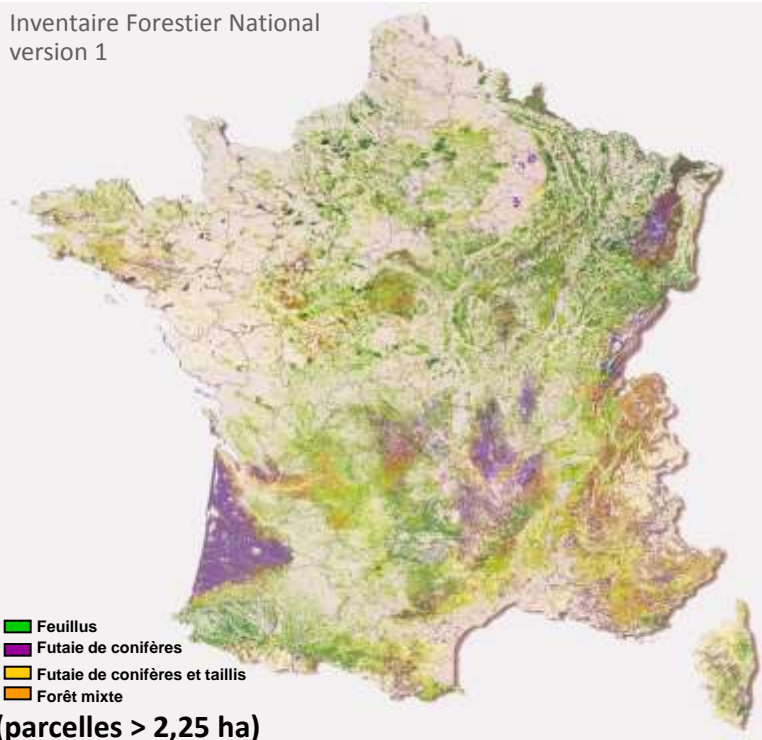 Inventaire Forestier National
version 1
Feuillus
Futaie de conifères
Futaie de conifères et taillis
Forêt mixte
(parcelles > 2,25 ha)